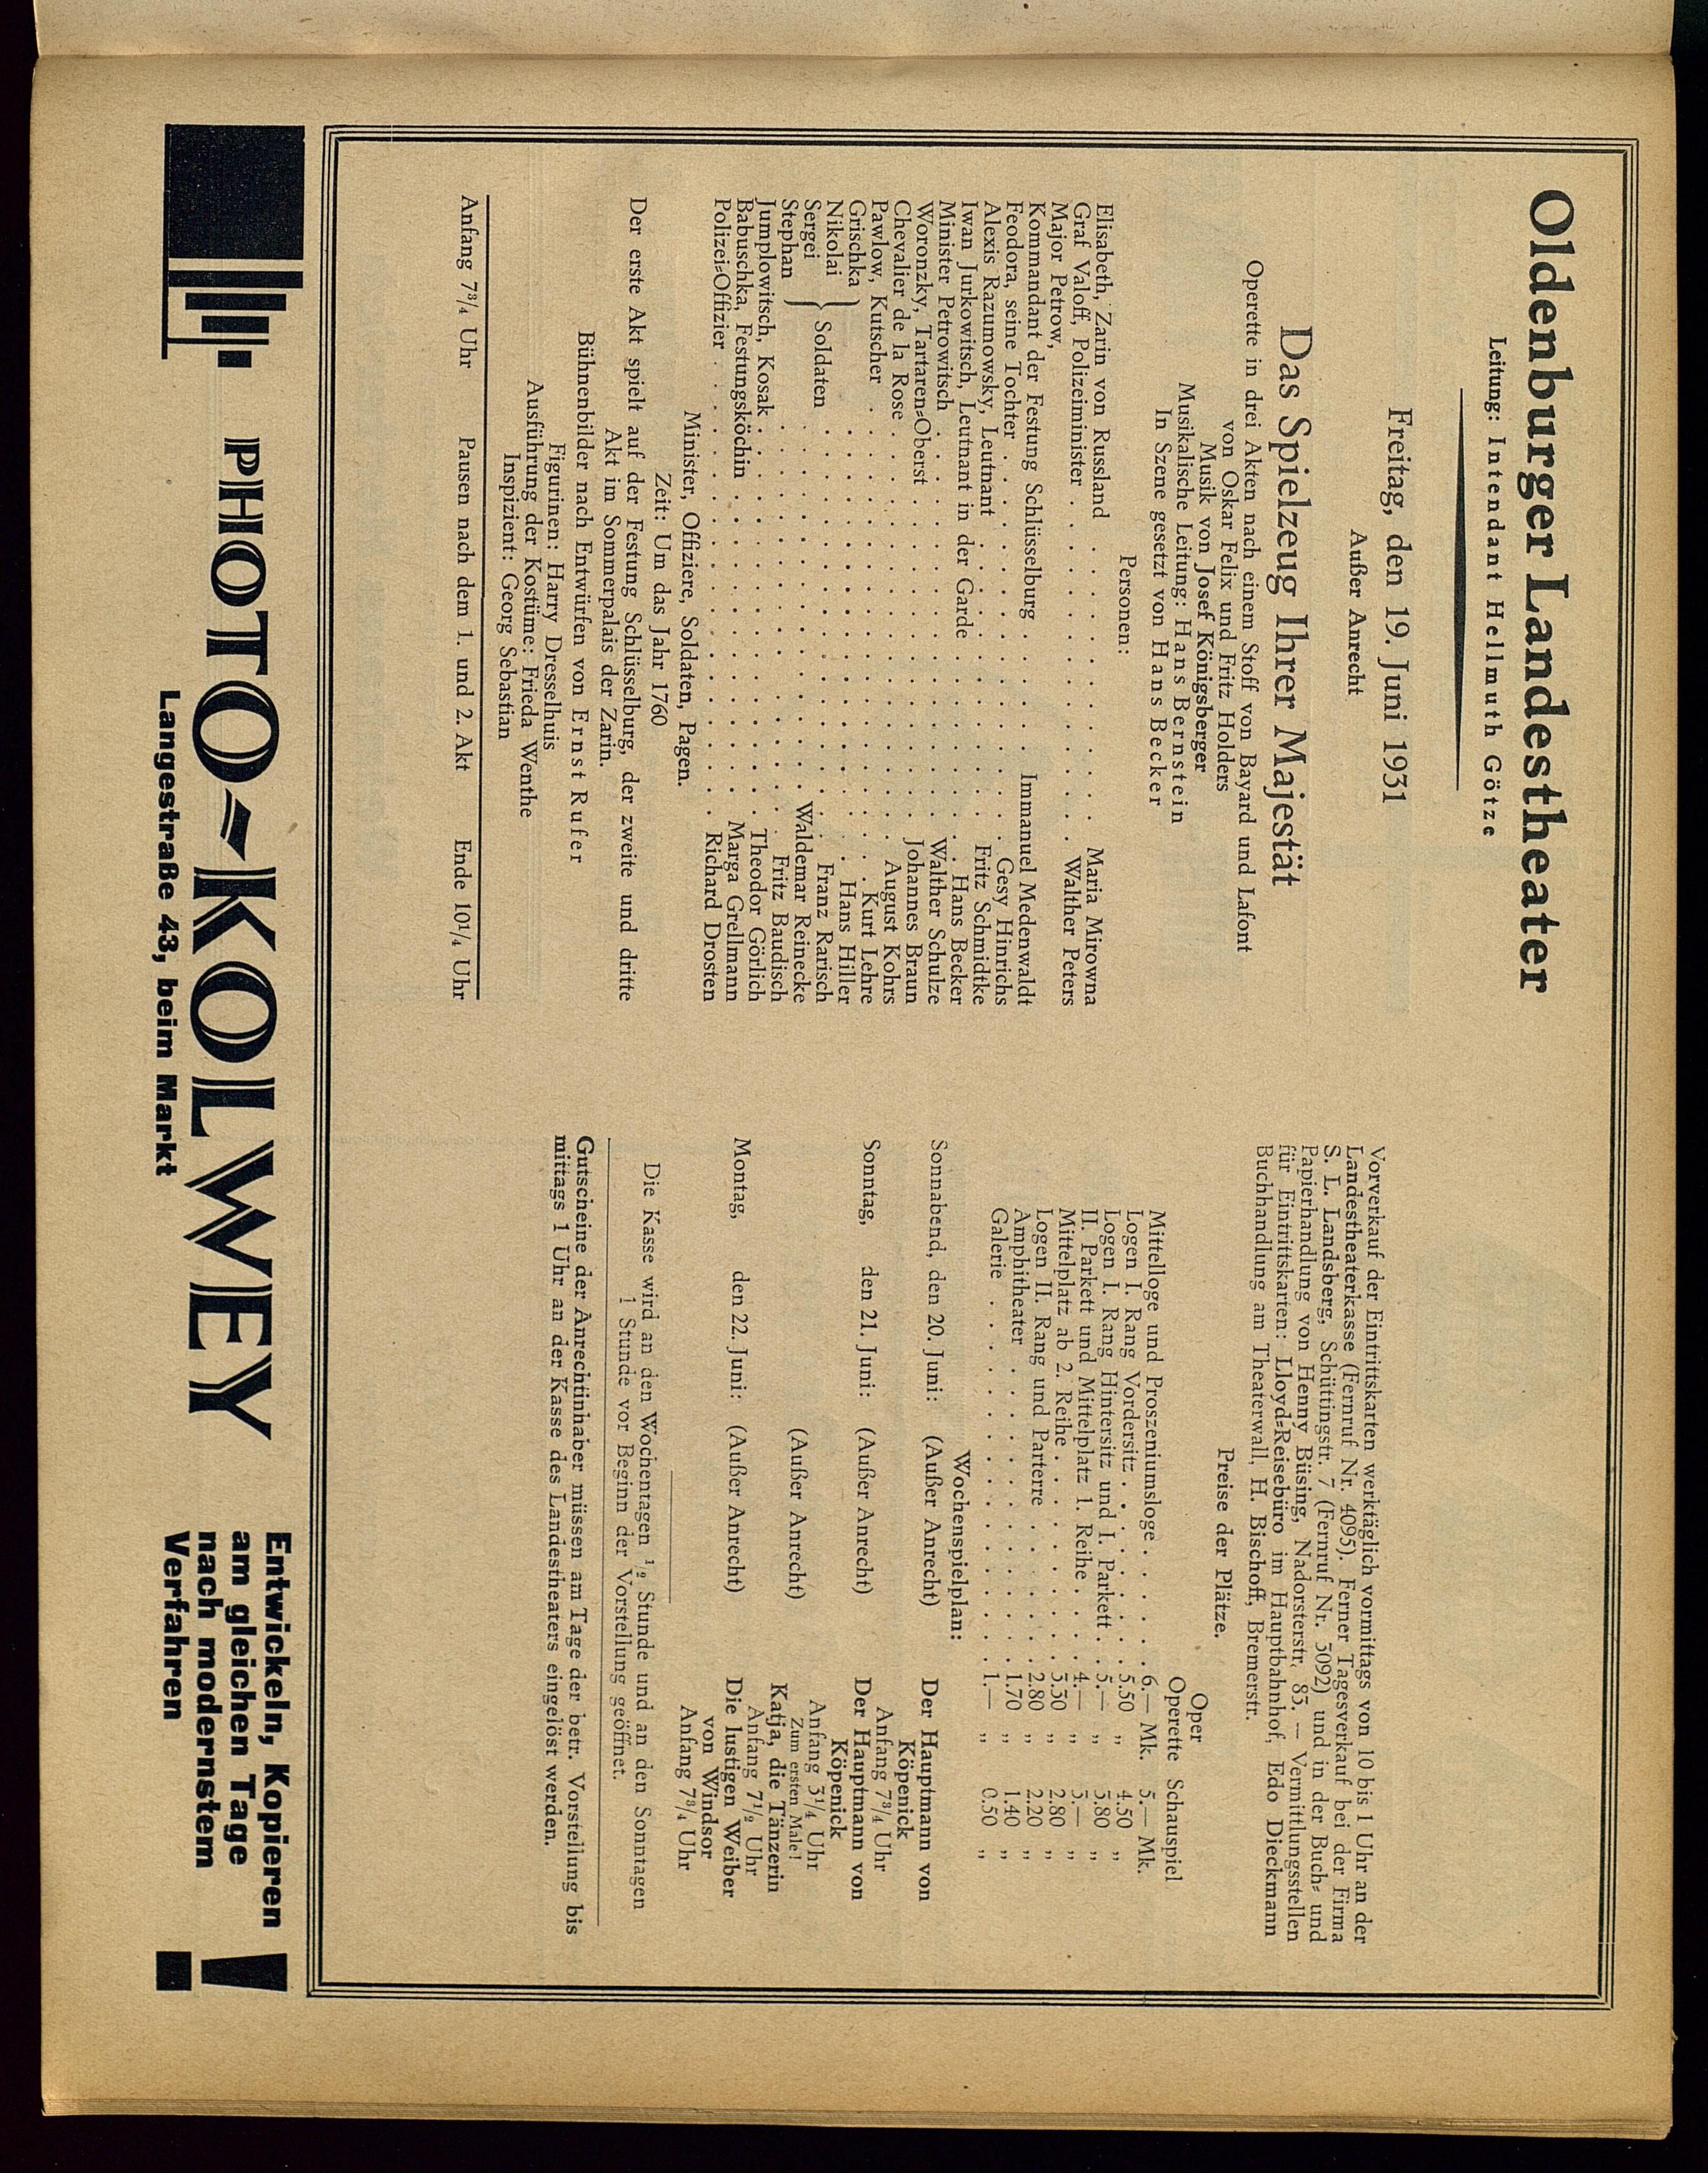 Oldenburger Landestheater
Leitung: Intendant Hellmuth Götze
Freitag, den 19. Juni 1931
Außer Anrecht
Das Spielzeug Ihrer Majestät
Operette in drei Akten nach einem Stoff von Bayard und Lafont
von Oskar Felix und Fritz Holders
Musik von Josef Königsberger
Musikalische Leitung: Hans Bernstein
In Szene gesetzt von Hans Becker
Personen:
Elisabeth, Zarin von Russland . . . . . . . . . . Maria Mirowna
Graf Valoff, Polizeiminister . . . . . . . . . . . Walther Peters
Major Petrow,
Kommandant der Festung Schlüsselburg . . . . . Immanuel Medenwaldt
Feodora, seine Tochter . . . . . . . . . . . . Gesy Hinrichs
Alexis Razumowsky, Leutnant . . . . . . . . . . Fritz Schmidtke
Iwan Jurkowitsch, Leutnant in der Garde . . . . . . . Hans Becker
Minister Petrowitsch . . . . . . . . . . . . . Walther Schulze
Woronzky, Tartaren-Oberst . . . . . . . . . . . Johannes Braun
Chevalier de la Rose . . . . . . . . . . . . . August Kohrs
Pawlow, Kutscher . . . . . . . . . . . . . . Kurt Lehre
Grischka } Soldaten . . . . . . . . . . . . . Hans Hiller
Nikolai . . . . . . . . . . . . . Franz Rarisch
Sergei . . . . . . . . . . . . . Waldemar Reinecke
Stephan . . . . . . . . . . . . . Fritz Baudisch
Jumplowitsch, Kosak . . . . . . . . . . . . . Theodor Görlich
Babuschka, Festungsköchin . . . . . . . . . . . Marga Grellmann
Polizei-Offizier . . . . . . . . . . . . . . . Richard Drosten
Minister, Offiziere, Soldaten, Pagen.
Zeit: Um das Jahr 1760
Der erste Akt spielt auf der Festung Schlüsselburg, der zweite und dritte
Akt im Sommerpalais der Zarin.
Bühnenbilder nach Entwürfen von Ernst Rufer
Figurinen: Harry Dresselhuis
Ausführung der Kostüme: Frieda Wenthe
Inspizient: Georg Sebastian
Anfang 7¾ Uhr Pausen nach dem 1. und 2. Akt Ende 10¼ Uhr
Vorverkauf der Eintrittskarten werktäglich vormittags von 10 bis 1 Uhr an der
Landestheaterkasse (Fernruf Nr. 4095). Ferner Tagesverkauf bei der Firma
S. L. Landsberg, Schüttingstr. 7 (Fernruf Nr. 3092) und in der Buch- und
Papierhandlung von Henny Büsing, Nadorsterstr. 83. — Vermittlungsstellen
für Eintrittskarten: Lloyd-Reisebüro im Hauptbahnhof, Edo Dieckmann
Buchhandlung am Theaterwall, H. Bischoff, Bremerstr.
Preise der Plätze.
Oper
Operette Schauspiel
Mittelloge und Proszeniumsloge . . . . . 6.— Mk. 5.— Mk.
Logen I. Rang Vordersitz . . . . . . . 5.50 „ 4.50 „
Logen I. Rang Hintersitz und I. Parkett . . 5.— „ 3.80 „
II. Parkett und Mittelplatz 1. Reihe . . . . 4.— „ 3.— „
Mittelplatz ab 2. Reihe . . . . . . . . 3.30 „ 2.80 „
Logen II. Rang und Parterre . . . . . . 2.80 „ 2.20 „
Amphitheater . . . . . . . . . . . 1.70 „ 1.40 „
Galerie . . . . . . . . . . . . . 1.— „ 0.50 „
Wochenspielplan:
Sonnabend, den 20. Juni: (Außer Anrecht) Der Hauptmann von
Köpenick
Anfang 7¾ Uhr
Sonntag, den 21. Juni: (Außer Anrecht) Der Hauptmann von
Köpenick
Anfang 3¼ Uhr
Zum ersten Male!
(Außer Anrecht) Katja, die Tänzerin
Anfang 7½ Uhr
Montag, den 22. Juni: (Außer Anrecht) Die lustigen Weiber
von Windsor
Anfang 7¾ Uhr
Die Kasse wird an den Wochentagen ½ Stunde und an den Sonntagen
1 Stunde vor Beginn der Vorstellung geöffnet.
Gutscheine der Anrechtinhaber müssen am Tage der betr. Vorstellung bis
mittags 1 Uhr an der Kasse des Landestheaters eingelöst werden.
PHOTO-KOLWEY
Langestraße 43, beim Markt
Entwickeln, Kopieren
am gleichen Tage
nach modernstem
Verfahren !